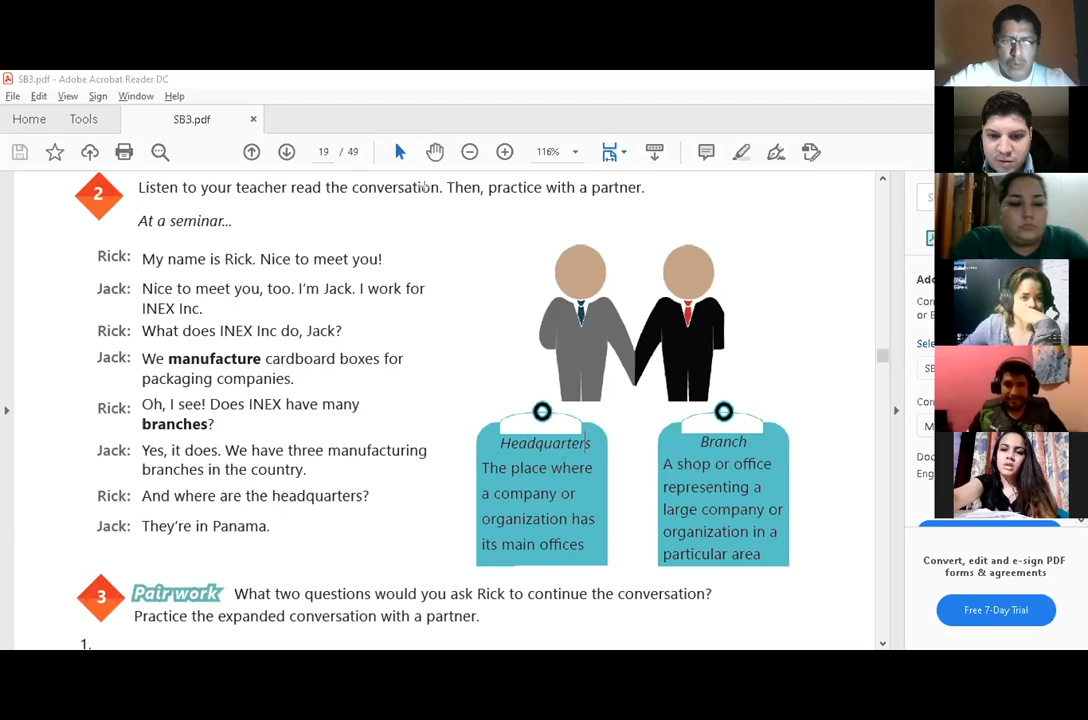 SB3.pdf - Adobe Acrobat Reader DC
File Edit View Sign Window Help
Home Tools SB3.pdf ×
19 / 49 116%
2 Listen to your teacher read the conversation. Then, practice with a partner.
At a seminar...
Rick: My name is Rick. Nice to meet you!
Jack: Nice to meet you, too. I'm Jack. I work for
INEX Inc.
Rick: What does INEX Inc do, Jack?
Jack: We manufacture cardboard boxes for
packaging companies.
Rick: Oh, I see! Does INEX have many
branches?
Jack: Yes, it does. We have three manufacturing
branches in the country.
Rick: And where are the headquarters?
Jack: They're in Panama.
Headquarters
The place where
a company or
organization has
its main offices
Branch
A shop or office
representing a
large company or
organization in a
particular area
3 Pair work What two questions would you ask Rick to continue the conversation?
Practice the expanded conversation with a partner.
1.
Convert, edit and e-sign PDF
forms & agreements
Free 7-Day Trial